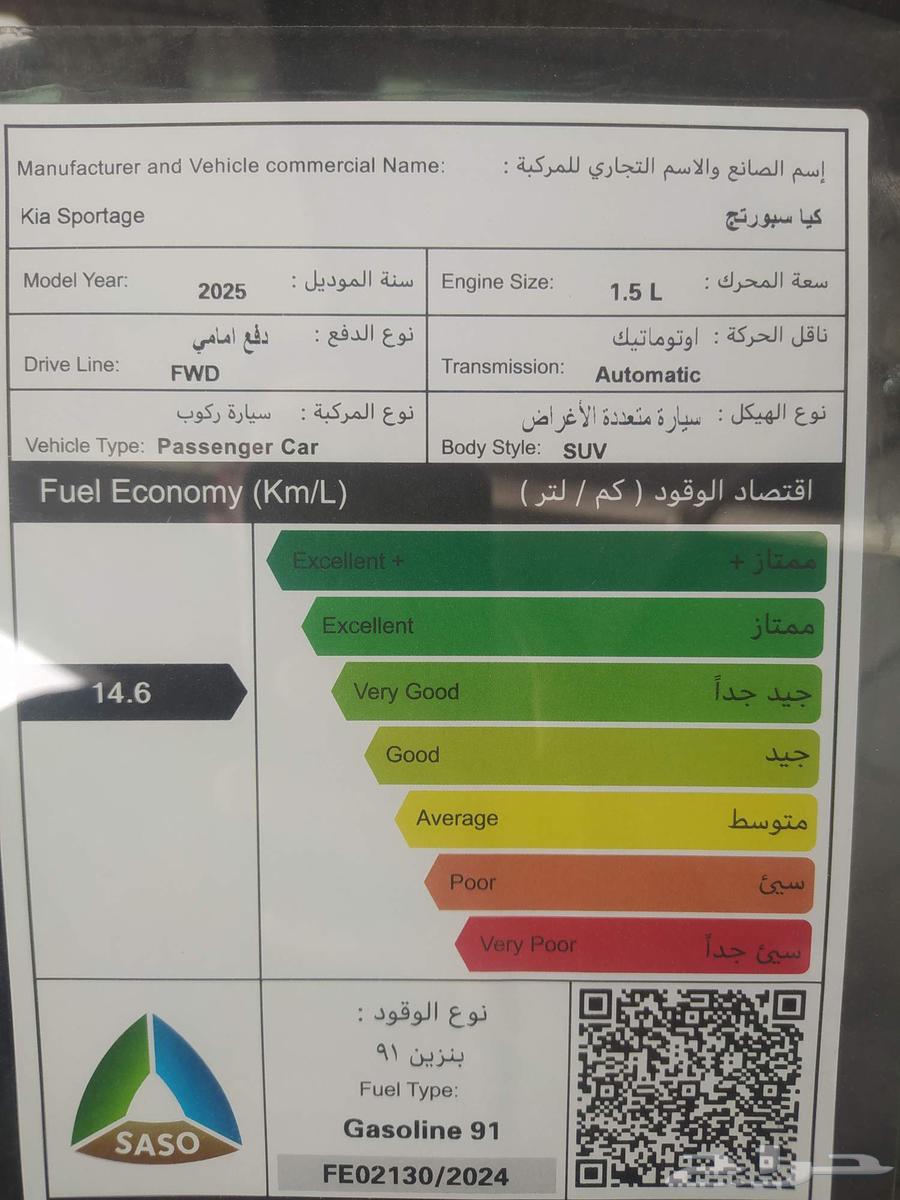 Manufacturer and Vehicle commercial Name: إسم الصانع والاسم التجاري للمركبة :
Kia Sportage كيا سبورتج
Model Year: 2025 سنة الموديل :
Engine Size: 1.5 L سعة المحرك :
نوع الدفع : دفع امامي
Drive Line: FWD
ناقل الحركة : اوتوماتيك
Transmission: Automatic
نوع المركبة : سيارة ركوب
Vehicle Type: Passenger Car
نوع الهيكل : سيارة متعددة الأغراض
Body Style: SUV
Fuel Economy (Km/L) اقتصاد الوقود ( كم / لتر )
Excellent + ممتاز +
Excellent ممتاز
14.6
Very Good جيد جداً
Good جيد
Average متوسط
Poor سيئ
Very Poor سيئ جداً
SASO
نوع الوقود :
بنزين ٩١
Fuel Type:
Gasoline 91
FE02130/2024
حراج